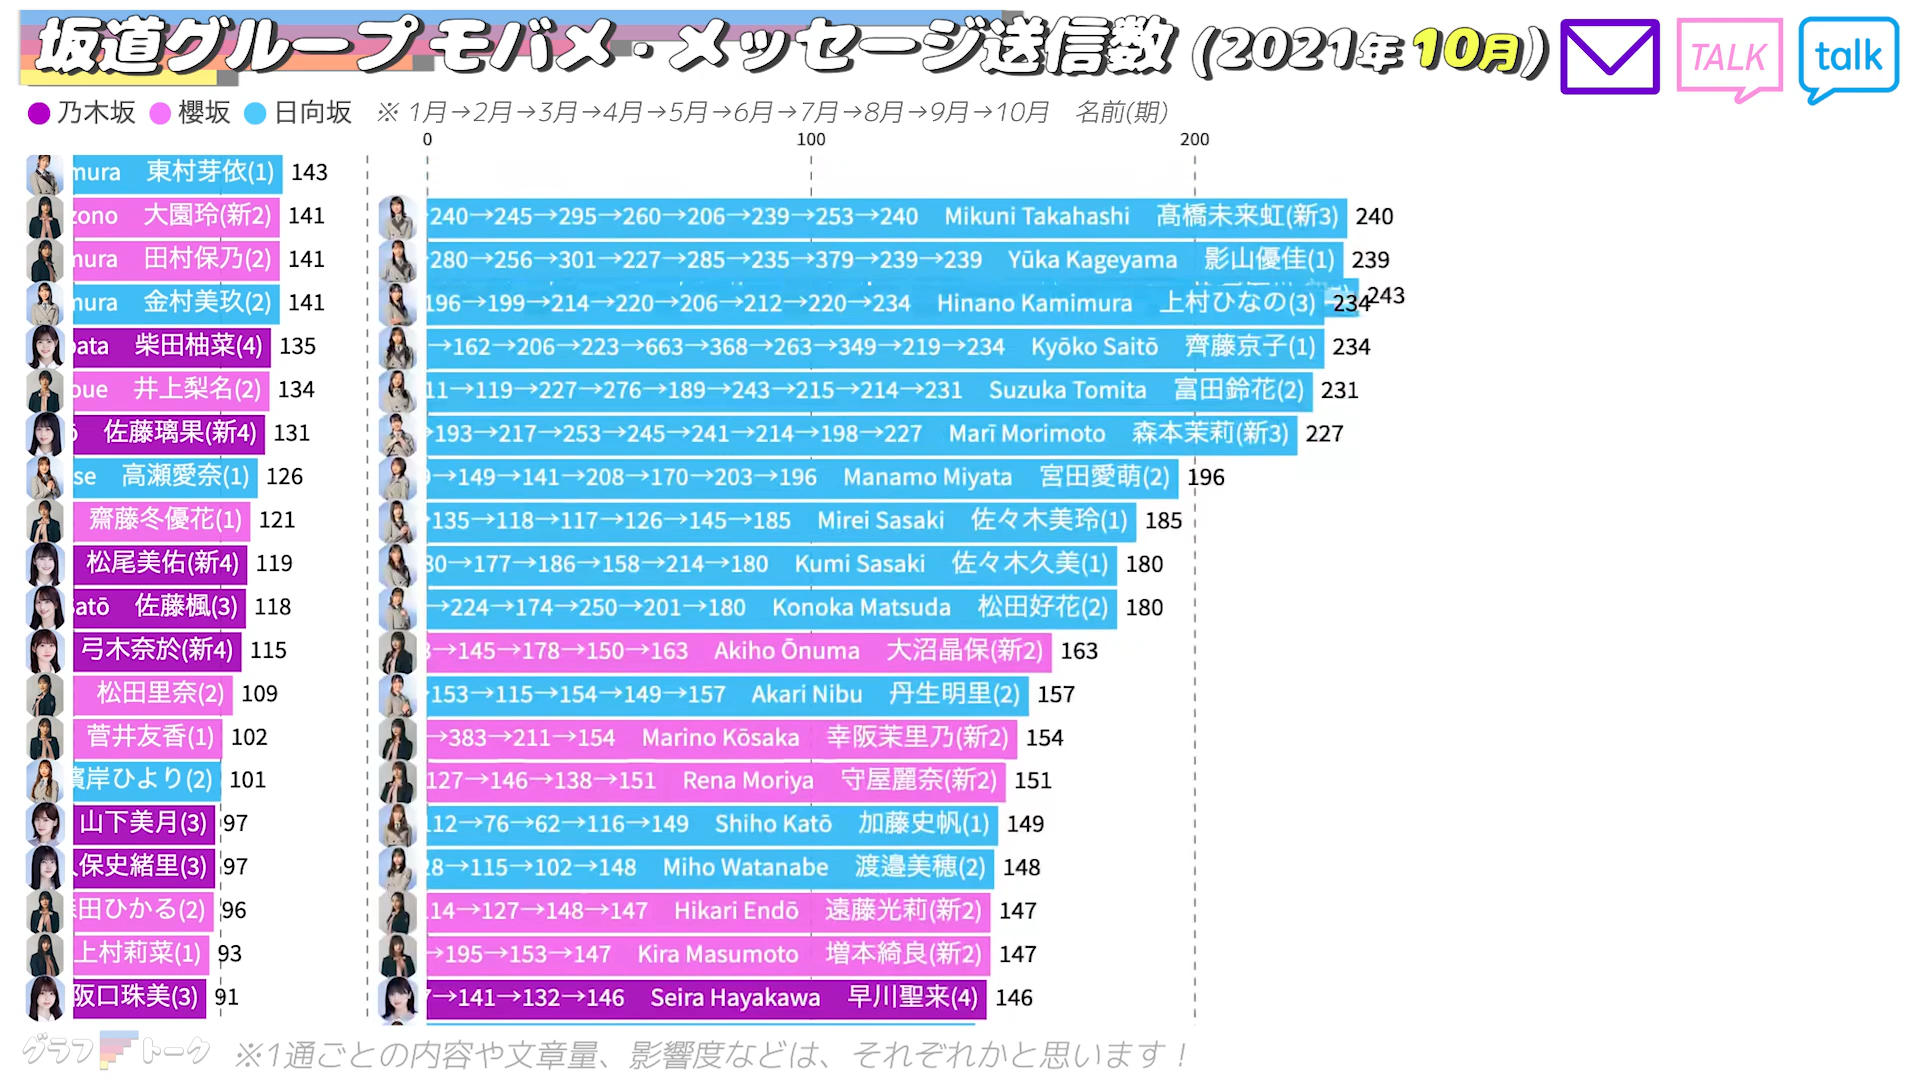 坂道グループ モバメ・メッセージ送信数 (2021年 10月)
TALK
talk
乃木坂 櫻坂 日向坂 ※ 1月→2月→3月→4月→5月→6月→7月→8月→9月→10月 名前(期)
0 100 200
mura 東村芽依(1) 143
zono 大園玲(新2) 141
mura 田村保乃(2) 141
mura 金村美玖(2) 141
bata 柴田柚菜(4) 135
oue 井上梨名(2) 134
ō 佐藤璃果(新4) 131
se 高瀬愛奈(1) 126
齋藤冬優花(1) 121
松尾美佑(新4) 119
Satō 佐藤楓(3) 118
弓木奈於(新4) 115
松田里奈(2) 109
菅井友香(1) 102
濱岸ひより(2) 101
山下美月(3) 97
保史緒里(3) 97
田ひかる(2) 96
上村莉菜(1) 93
阪口珠美(3) 91
240→245→295→260→206→239→253→240 Mikuni Takahashi 髙橋未来虹(新3) 240
280→256→301→227→285→235→379→239→239 Yūka Kageyama 影山優佳(1) 239
243
196→199→214→220→206→212→220→234 Hinano Kamimura 上村ひなの(3) 234
→162→206→223→663→368→263→349→219→234 Kyōko Saitō 齊藤京子(1) 234
11→119→227→276→189→243→215→214→231 Suzuka Tomita 富田鈴花(2) 231
→193→217→253→245→241→214→198→227 Marī Morimoto 森本茉莉(新3) 227
→149→141→208→170→203→196 Manamo Miyata 宮田愛萌(2) 196
→135→118→117→126→145→185 Mirei Sasaki 佐々木美玲(1) 185
80→177→186→158→214→180 Kumi Sasaki 佐々木久美(1) 180
→224→174→250→201→180 Konoka Matsuda 松田好花(2) 180
→145→178→150→163 Akiho Ōnuma 大沼晶保(新2) 163
→153→115→154→149→157 Akari Nibu 丹生明里(2) 157
→383→211→154 Marino Kōsaka 幸阪茉里乃(新2) 154
127→146→138→151 Rena Moriya 守屋麗奈(新2) 151
112→76→62→116→149 Shiho Katō 加藤史帆(1) 149
28→115→102→148 Miho Watanabe 渡邉美穂(2) 148
114→127→148→147 Hikari Endō 遠藤光莉(新2) 147
→195→153→147 Kira Masumoto 増本綺良(新2) 147
→141→132→146 Seira Hayakawa 早川聖来(4) 146
グラフトーク
※1通ごとの内容や文章量、影響度などは、それぞれかと思います！